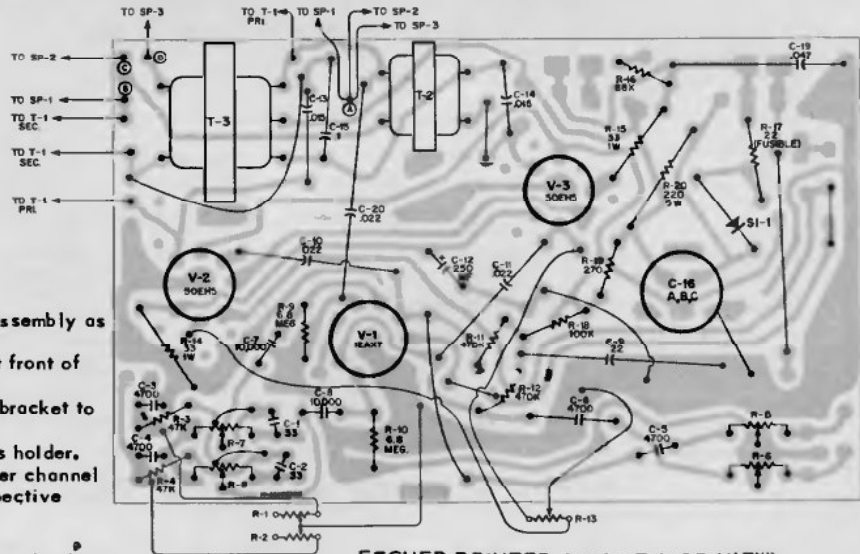 TO SP-3
TO T-1 PRI.
TO SP-1
TO SP-2
TO SP-3
TO SP-2
C
D
B
TO SP-1
TO T-1 SEC.
TO T-1 SEC.
TO T-1 PRI.
T-3
C-13 .015
C-15
A
T-2
C-14 .015
R-16 68K
C-19 .047
R-15 33 1W
R-17 22 (FUSIBLE)
R-20 220
V-3 50EH5
SI-1
C-20 .022
C-10 .022
C-12 250
C-11 .022
R-19 270
C-16 A,B,C
V-2 50EH5
R-9 6.8 MEG
V-1
R-14 33 1W
C-7 10,000
R-11 470K
R-18 100K
C-9 .22
ssembly as
front of
bracket to
s holder.
er channel
pective
C-3 4700
R-3 47K
C-4 4700
R-4 47K
R-7
R-8
C-1 33
C-2 33
C-8 10,000
R-10 6.8 MEG.
R-12 470K
C-6 4700
C-5 4700
R-6
R-1
R-2
R-13